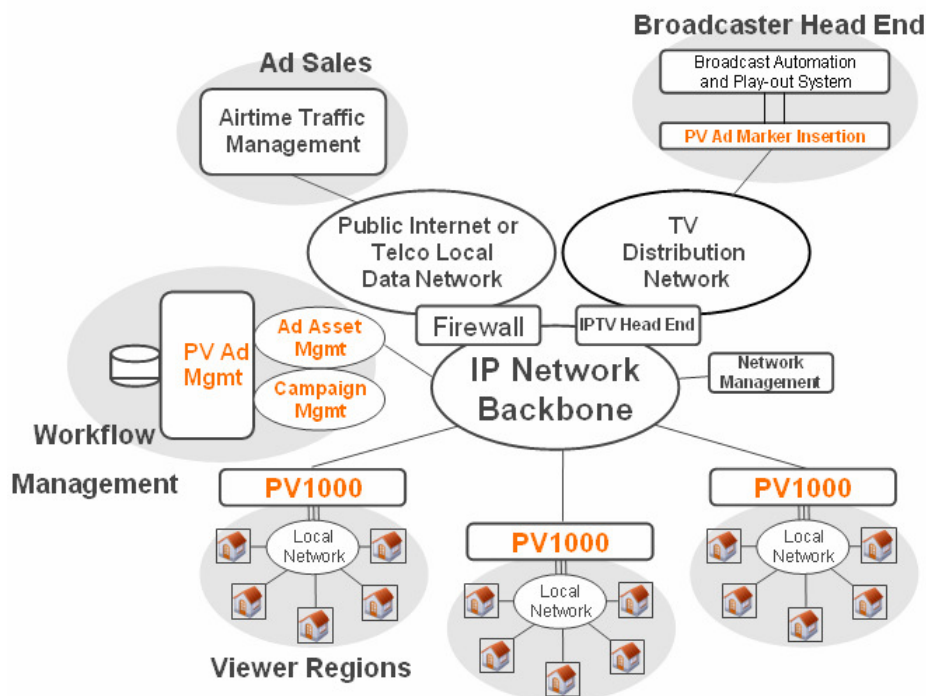 Broadcaster Head End
Broadcast Automation
and Play-out System
PV Ad Marker Insertion
Ad Sales
Airtime Traffic
Management
Public Internet or
Telco Local
Data Network
TV
Distribution
Network
Firewall
IPTV Head End
IP Network
Backbone
Network
Management
PV Ad
Mgmt
Ad Asset
Mgmt
Campaign
Mgmt
Workflow
Management
PV1000
Local
Network
PV1000
Local
Network
PV1000
Local
Network
Viewer Regions